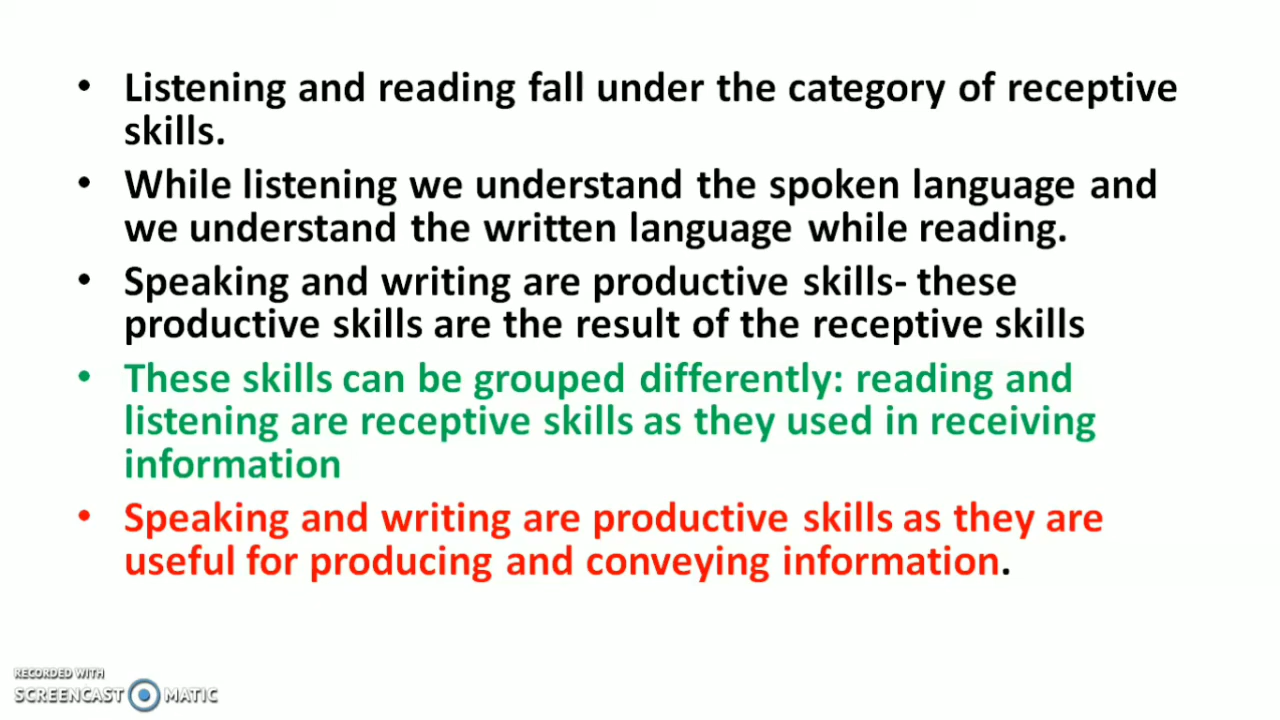 • Listening and reading fall under the category of receptive
skills.
• While listening we understand the spoken language and
we understand the written language while reading.
• Speaking and writing are productive skills- these
productive skills are the result of the receptive skills
• These skills can be grouped differently: reading and
listening are receptive skills as they used in receiving
information
• Speaking and writing are productive skills as they are
useful for producing and conveying information.
RECORDED WITH
SCREENCAST MATIC